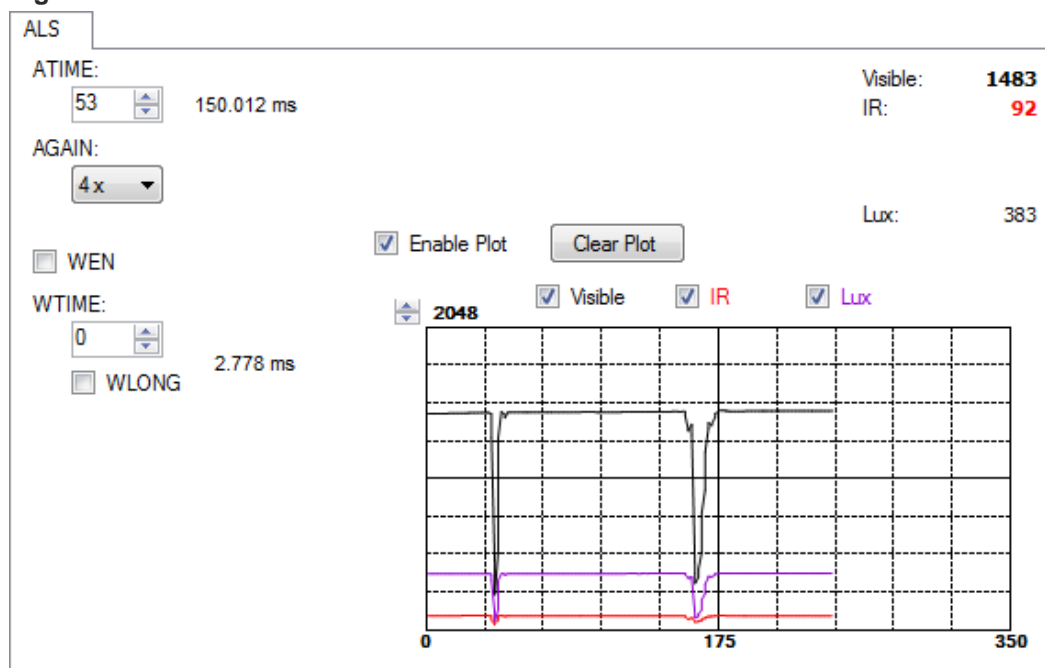 ALS
ATIME:
53
150.012 ms
Visible: 1483
IR: 92
AGAIN:
4x
Lux: 383
Enable Plot
Clear Plot
WEN
WTIME:
0
2.778 ms
WLONG
Visible
IR
Lux
2048
0
175
350